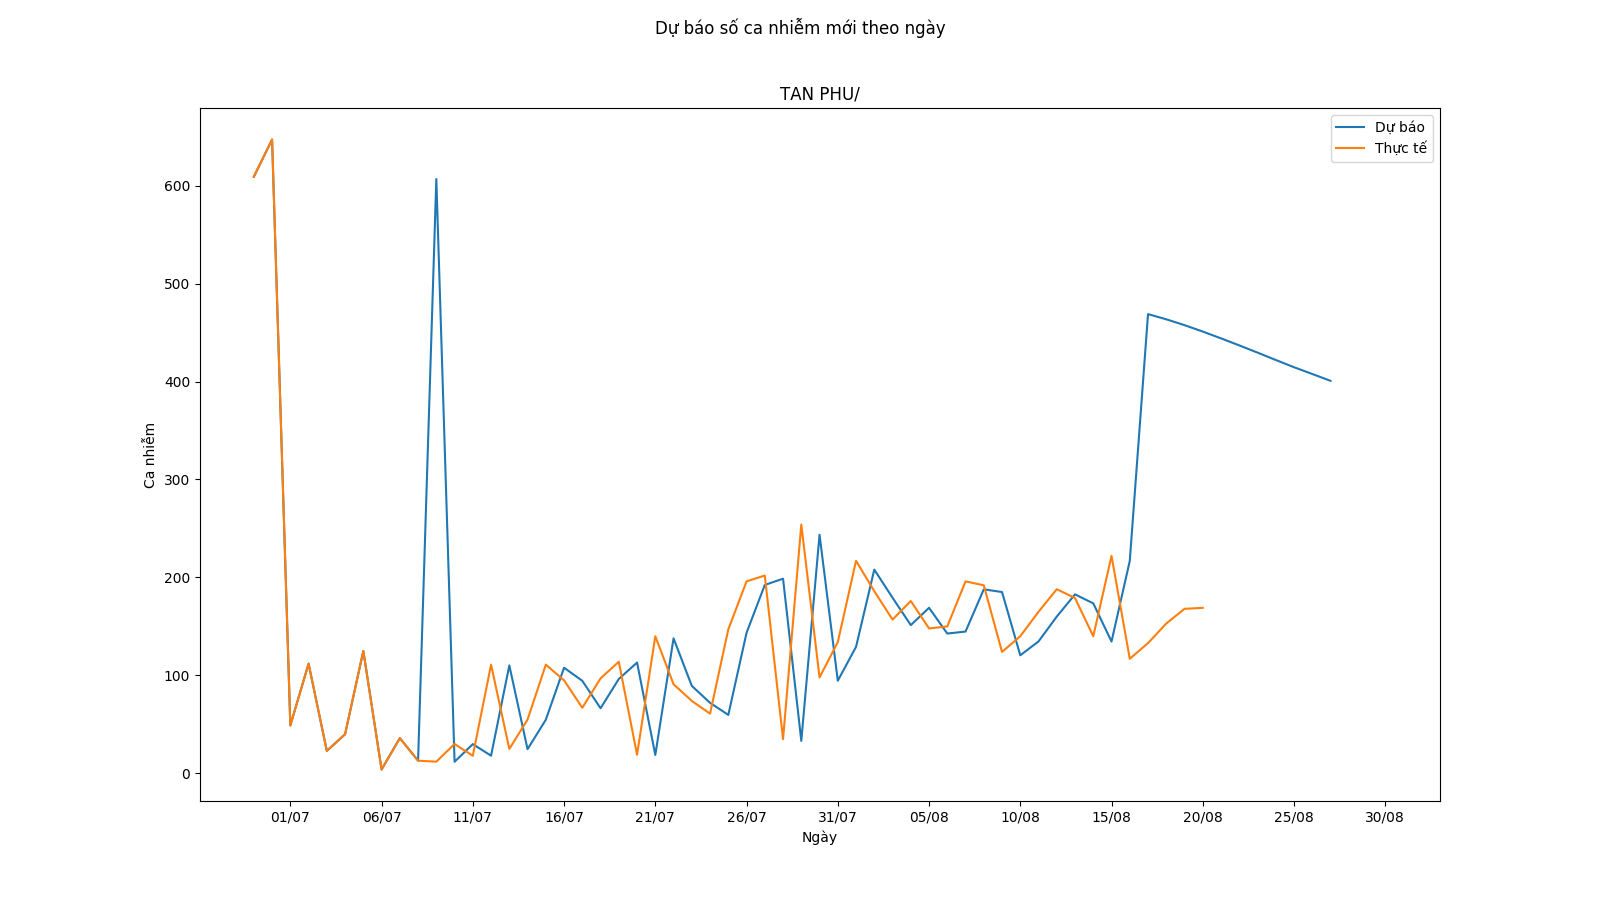 Dự báo số ca nhiễm mới theo ngày
TAN PHU/
Dự báo
Thực tế
Ca nhiễm
600
500
400
300
200
100
0
01/07 06/07 11/07 16/07 21/07 26/07 31/07 05/08 10/08 15/08 20/08 25/08 30/08
Ngày